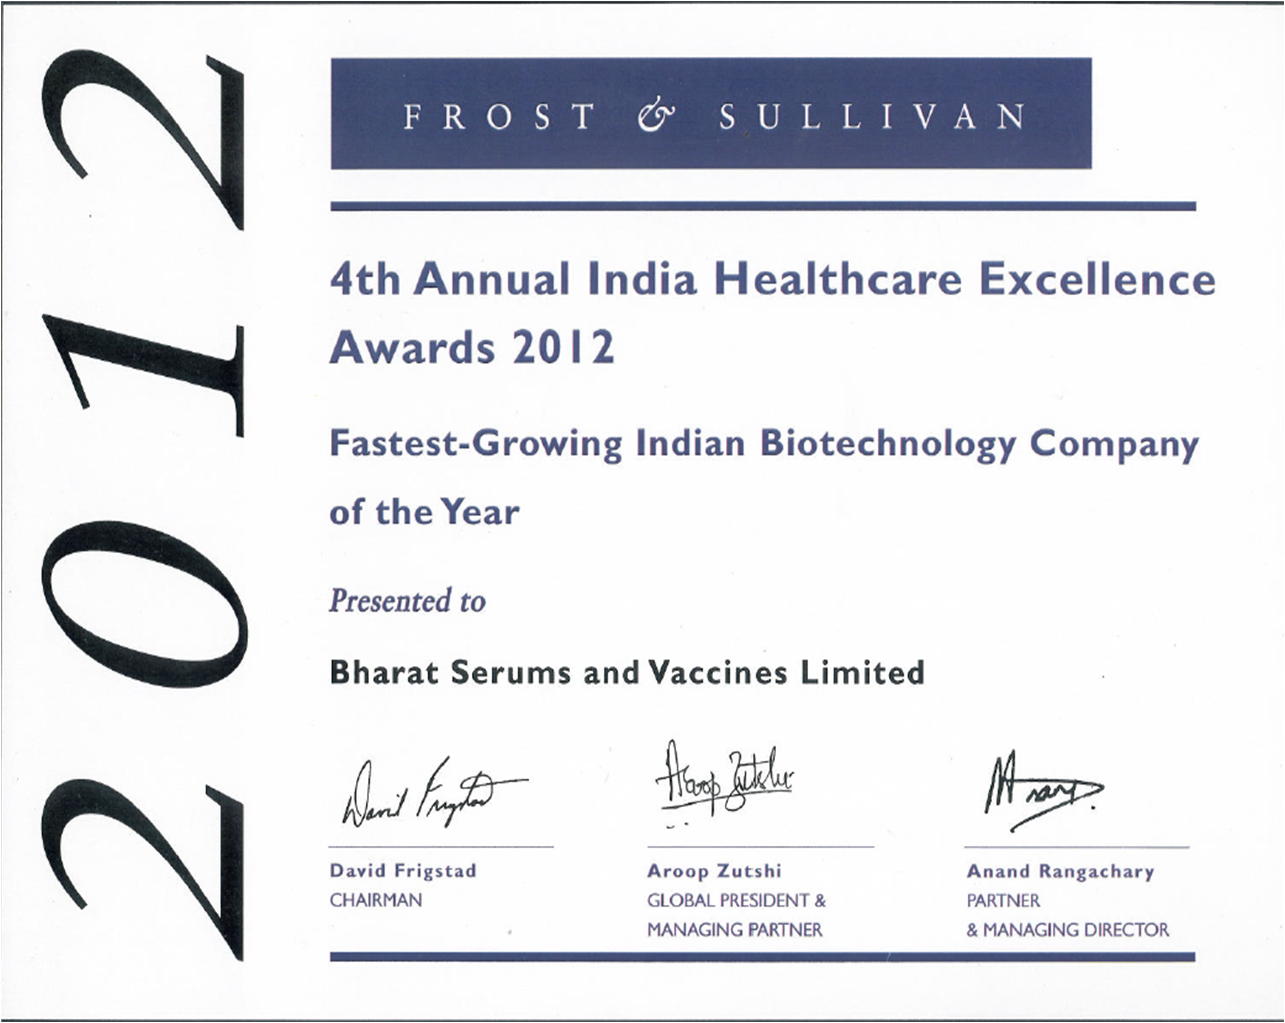 2012
FROST & SULLIVAN
4th Annual India Healthcare Excellence
Awards 2012
Fastest-Growing Indian Biotechnology Company
of the Year
Presented to
Bharat Serums and Vaccines Limited
David Frigstad
Aroop Zutshi
David Frigstad
CHAIRMAN
Aroop Zutshi
GLOBAL PRESIDENT &
MANAGING PARTNER
Anand Rangachary
PARTNER
& MANAGING DIRECTOR